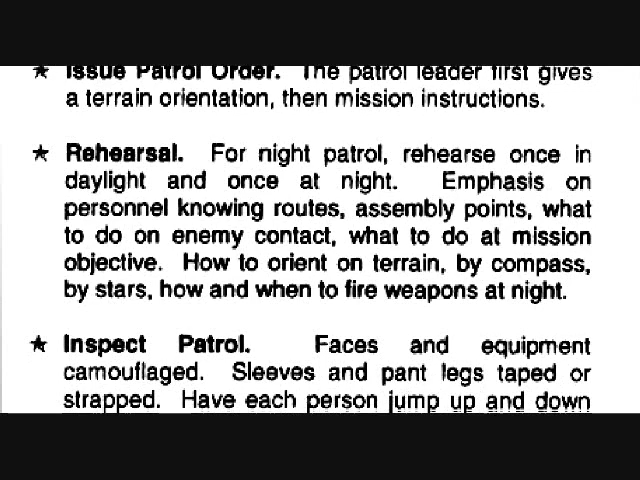 ★ Issue Patrol Order. The patrol leader first gives
a terrain orientation, then mission instructions.
★ Rehearsal. For night patrol, rehearse once in
daylight and once at night. Emphasis on
personnel knowing routes, assembly points, what
to do on enemy contact, what to do at mission
objective. How to orient on terrain, by compass,
by stars, how and when to fire weapons at night.
★ Inspect Patrol. Faces and equipment
camouflaged. Sleeves and pant legs taped or
strapped. Have each person jump up and down